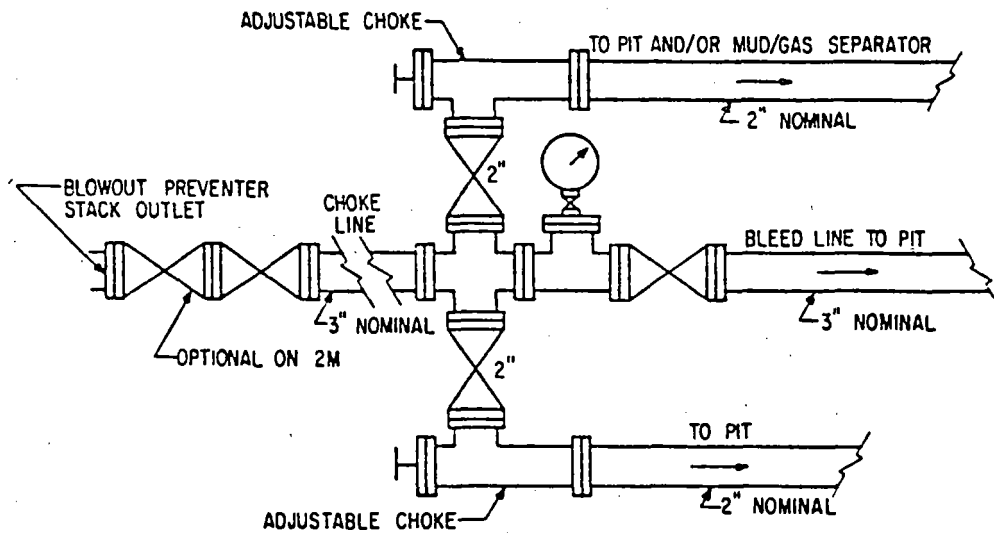 ADJUSTABLE CHOKE
TO PIT AND/OR MUD/GAS SEPARATOR
2" NOMINAL
2"
BLOWOUT PREVENTER
STACK OUTLET
CHOKE
LINE
BLEED LINE TO PIT
3" NOMINAL
3" NOMINAL
OPTIONAL ON 2M
2"
TO PIT
2" NOMINAL
ADJUSTABLE CHOKE